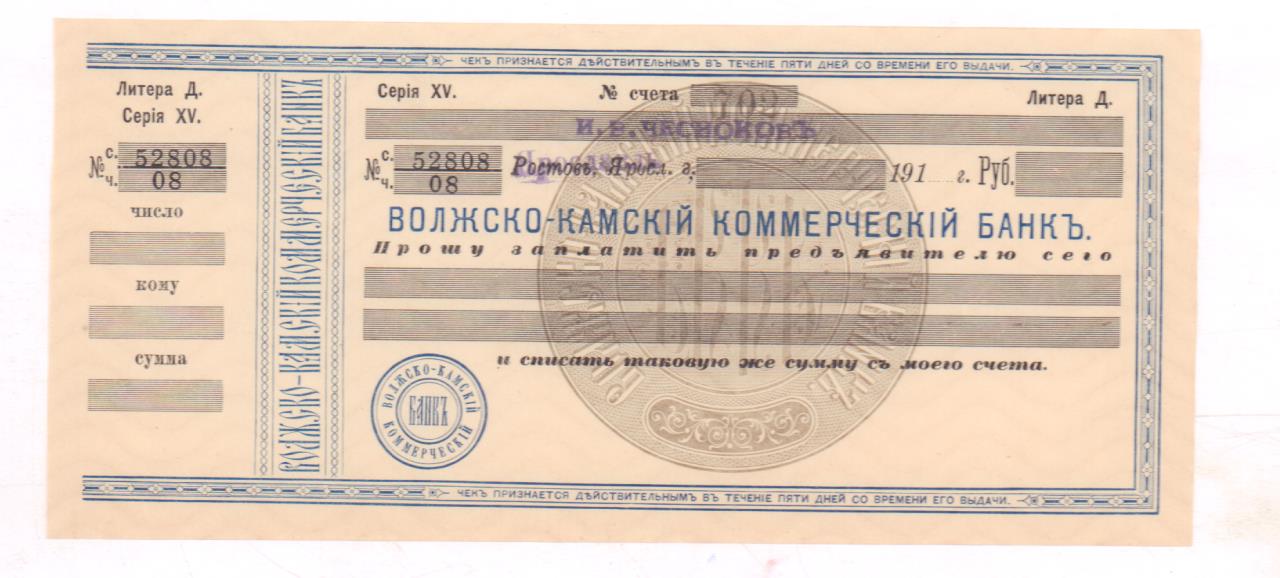 ЧЕКЪ ПРИЗНАЕТСЯ ДѢЙСТВИТЕЛЬНЫМЪ ВЪ ТЕЧЕНІЕ ПЯТИ ДНЕЙ СО ВРЕМЕНИ ЕГО ВЫДАЧИ.
Литера Д.
Серія XV.
№ с. 52808
ч. 08
число
кому
сумма
ВОЛЖСКО-КАМСКІЙ КОММЕРЧЕСКІЙ БАНКЪ
Серія XV. № счета 702 Литера Д.
И. В. ЧЕСНОКОВЪ
№ с. 52808
ч. 08
Ростовъ, Яросл. г. 191 г. Руб.
ВОЛЖСКО-КАМСКІЙ КОММЕРЧЕСКІЙ БАНКЪ.
Прошу заплатить предъявителю сего
и списать таковую же сумму съ моего счета.
ВОЛЖСКО-КАМСКІЙ
БАНКЪ
КОММЕРЧЕСКІЙ
ЧЕКЪ ПРИЗНАЕТСЯ ДѢЙСТВИТЕЛЬНЫМЪ ВЪ ТЕЧЕНІЕ ПЯТИ ДНЕЙ СО ВРЕМЕНИ ЕГО ВЫДАЧИ.